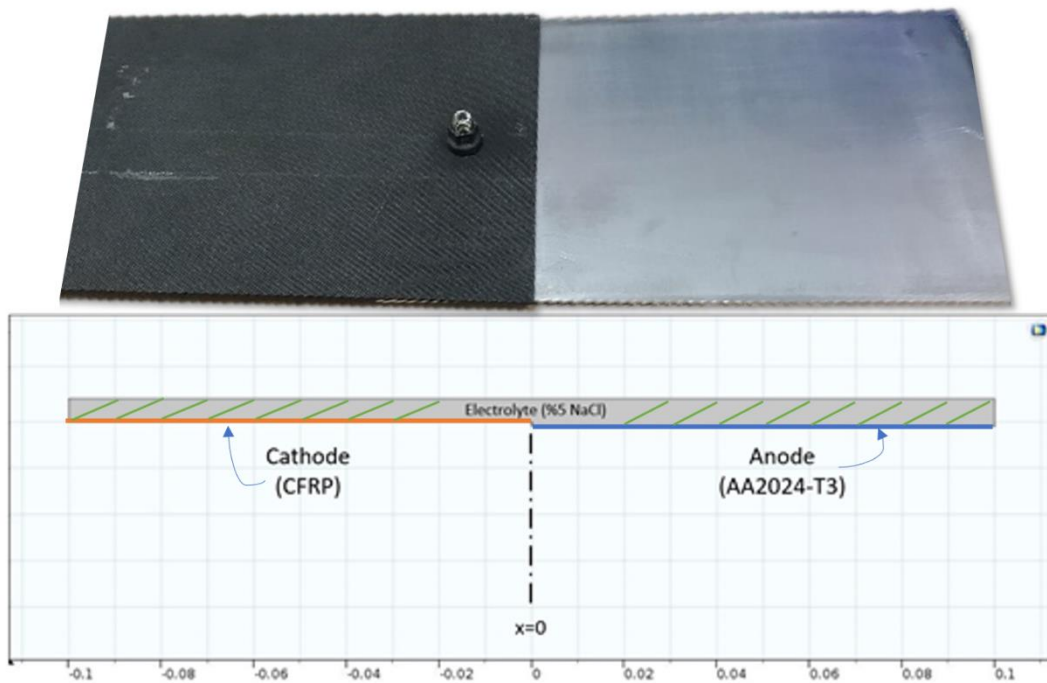 Electrolyte (%5 NaCl)
Cathode
(CFRP)
Anode
(AA2024-T3)
x=0
-0.1
-0.08
-0.06
-0.04
-0.02
0
0.02
0.04
0.06
0.08
0.1